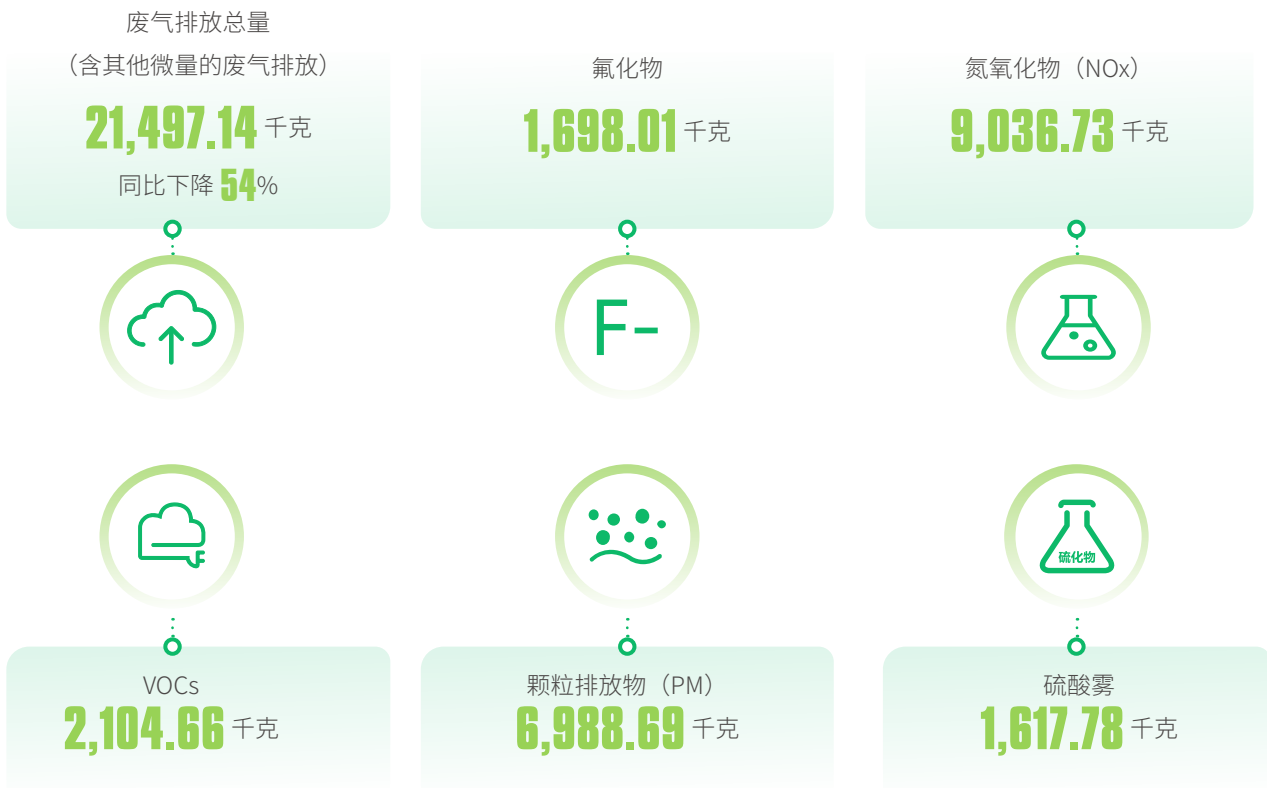 废气排放总量
（含其他微量的废气排放）
21,497.14 千克
同比下降 54%
氟化物
1,698.01 千克
氮氧化物（NOx）
9,036.73 千克
F-
硫化物
VOCs
2,104.66 千克
颗粒排放物（PM）
6,988.69 千克
硫酸雾
1,617.78 千克